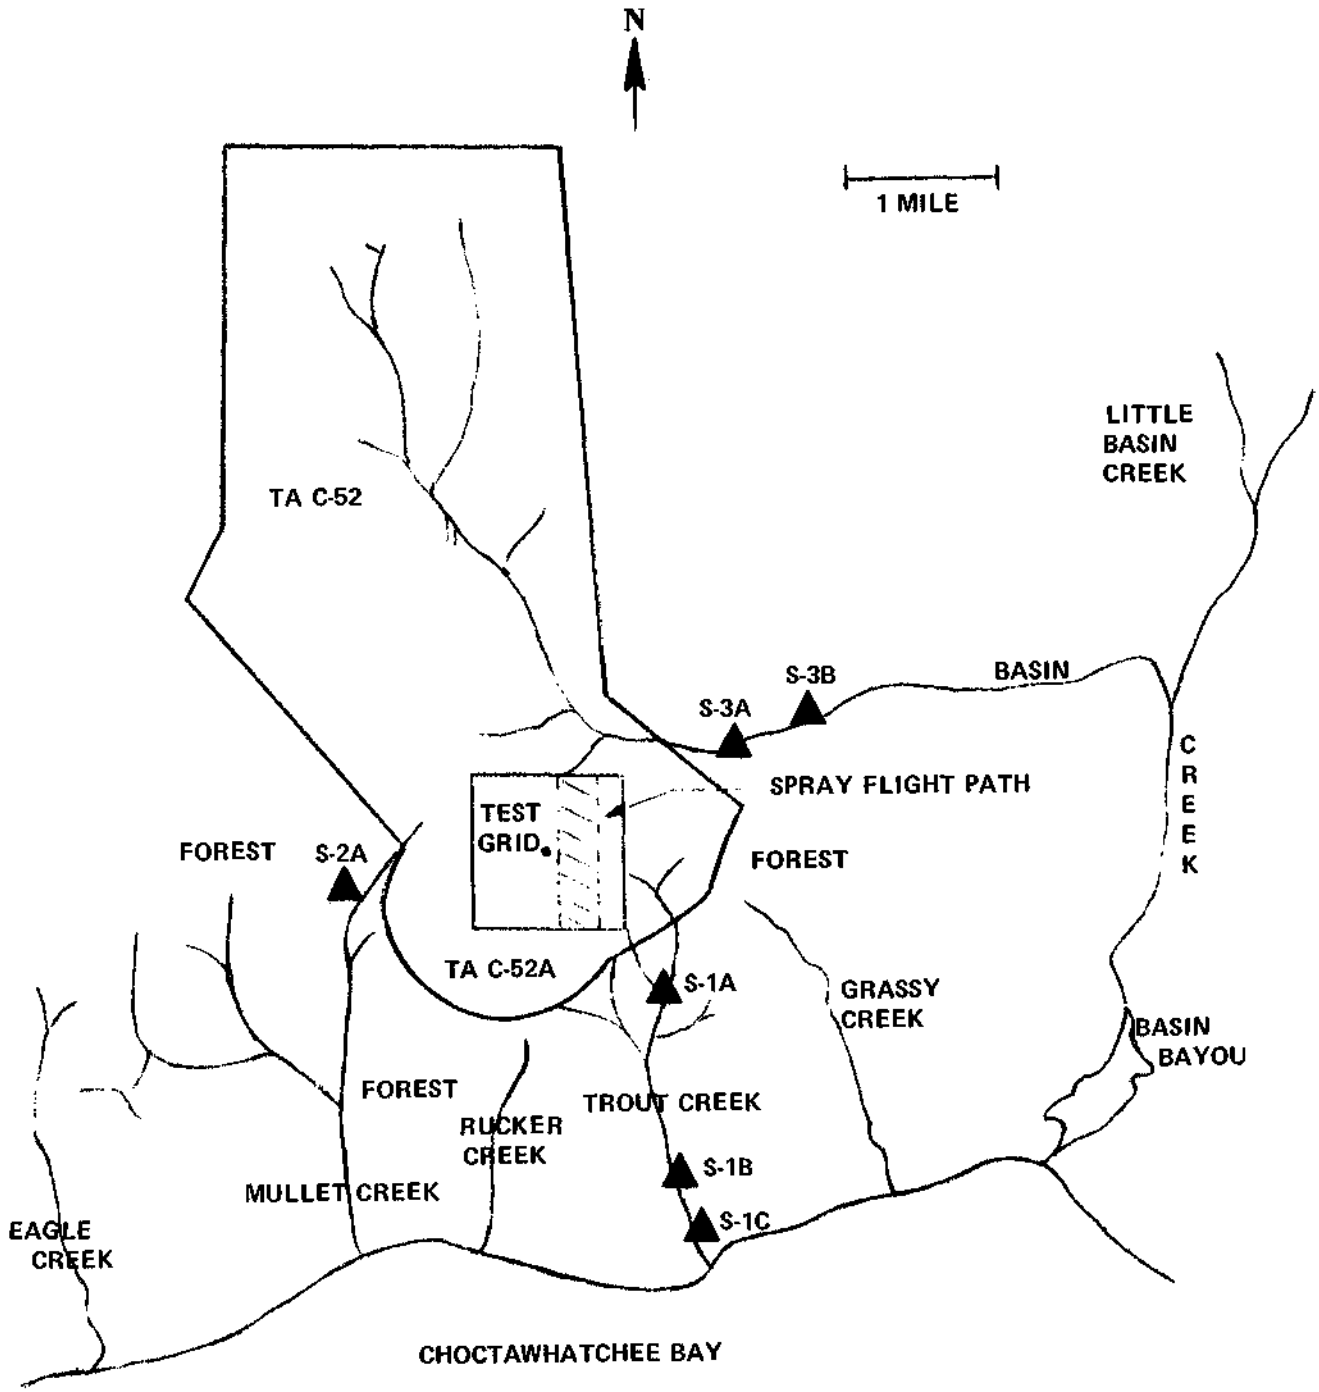 N
1 MILE
LITTLE
BASIN
CREEK
TA C-52
S-3B
BASIN
S-3A
CREEK
SPRAY FLIGHT PATH
TEST
GRID
FOREST
S-2A
FOREST
TA C-52A
S-1A
GRASSY
CREEK
BASIN
BAYOU
FOREST
TROUT CREEK
RUCKER
CREEK
S-1B
MULLET CREEK
S-1C
EAGLE
CREEK
CHOCTAWHATCHEE BAY